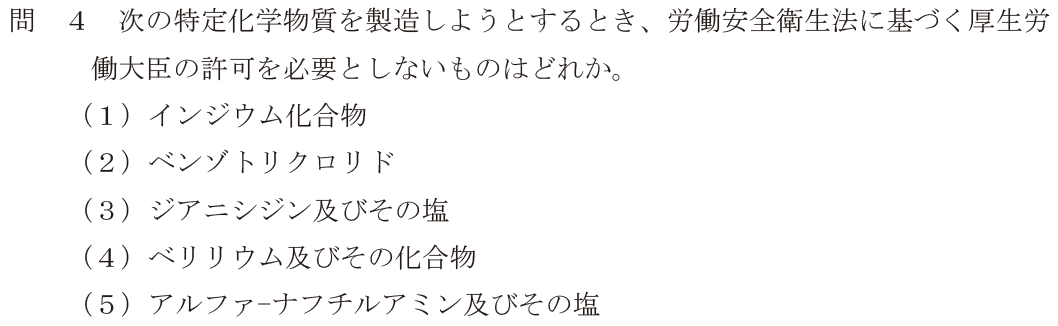 問　４　次の特定化学物質を製造しようとするとき、労働安全衛生法に基づく厚生労
働大臣の許可を必要としないものはどれか。
（１）インジウム化合物
（２）ベンゾトリクロリド
（３）ジアニシジン及びその塩
（４）ベリリウム及びその化合物
（５）アルファ−ナフチルアミン及びその塩